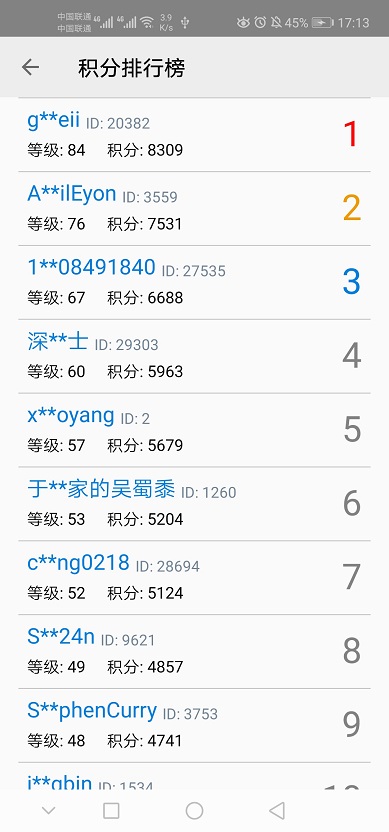 中国联通 4G 4G 3.9 45% 17:13
中国联通 K/s
积分排行榜
g**eii ID: 20382
等级: 84 积分: 8309
1
A**ilEyon ID: 3559
等级: 76 积分: 7531
2
1**08491840 ID: 27535
等级: 67 积分: 6688
3
深**士 ID: 29303
等级: 60 积分: 5963
4
x**oyang ID: 2
等级: 57 积分: 5679
5
于**家的吴蜀黍 ID: 1260
等级: 53 积分: 5204
6
c**ng0218 ID: 28694
等级: 52 积分: 5124
7
S**24n ID: 9621
等级: 49 积分: 4857
8
S**phenCurry ID: 3753
等级: 48 积分: 4741
9
ID: 1534
10